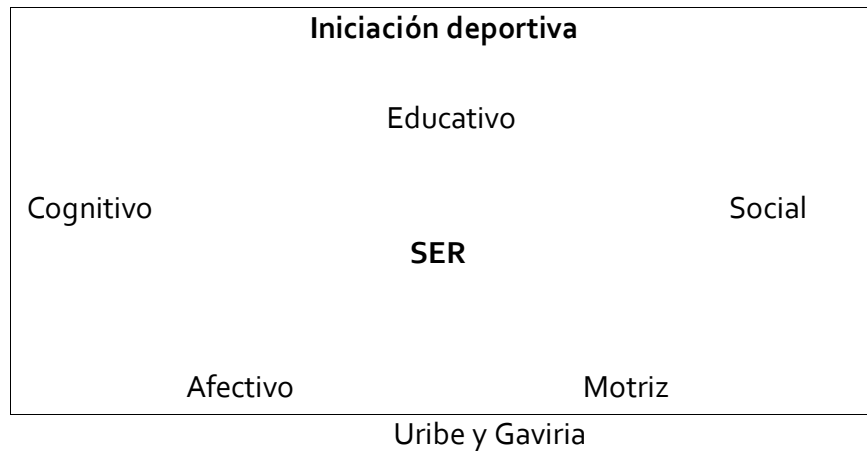 Iniciación deportiva
Educativo
Cognitivo Social
SER
Afectivo Motriz
Uribe y Gaviria